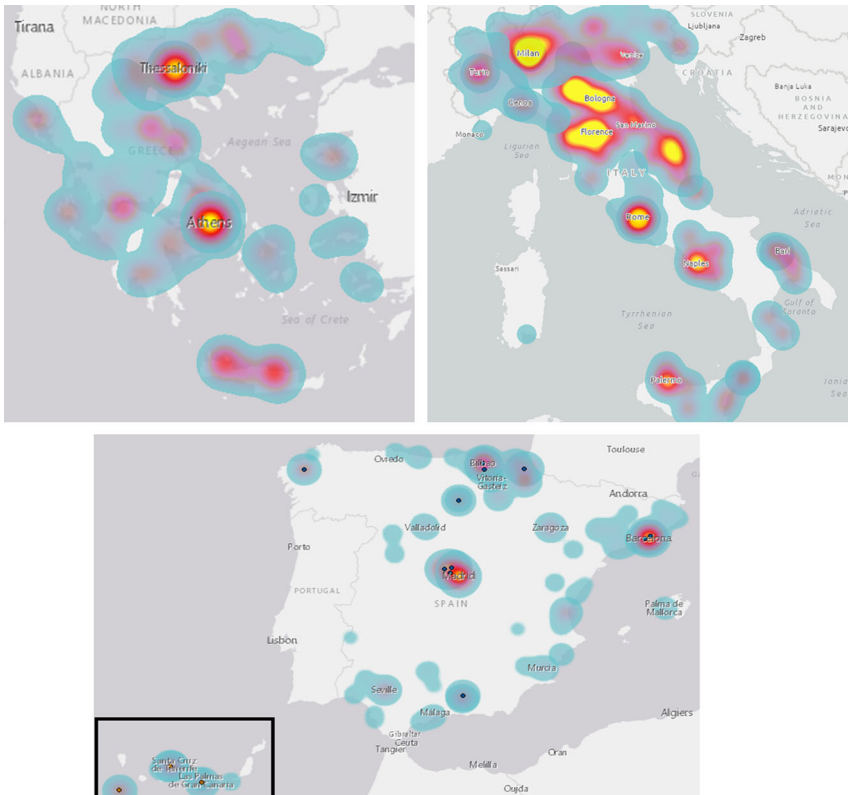 NORTH
MACEDONIA
Tirana
ALBANIA
Thessaloniki
GREECE
Aegean Sea
Izmir
Athens
Sea of Crete
SLOVENIA
Ljubljana
Zagreb
Milan
Venice
Turin
CROATIA
Banja Luka
Genoa
Bologna
BOSNIA
AND
HERZEGOVINA
San Marino
Sarajevo
Monaco
Florence
Ligurian
Sea
ITALY
Rome
Adriatic
Sea
Bari
Naples
Sassari
Gulf of
Taranto
Tyrrhenian
Sea
Palermo
Ionia
Sea
Oviedo
Bilbao
Toulouse
Vitoria-
Gasteiz
Andorra
Valladolid
Zaragoza
Barcelona
Porto
Madrid
PORTUGAL
SPAIN
Palma de
Mallorca
Lisbon
Murcia
Seville
Málaga
Algiers
Gibraltar
Ceuta
Tangier
Oran
Melilla
Oujda
Santa Cruz
de Tenerife
Las Palmas
de Gran Canaria